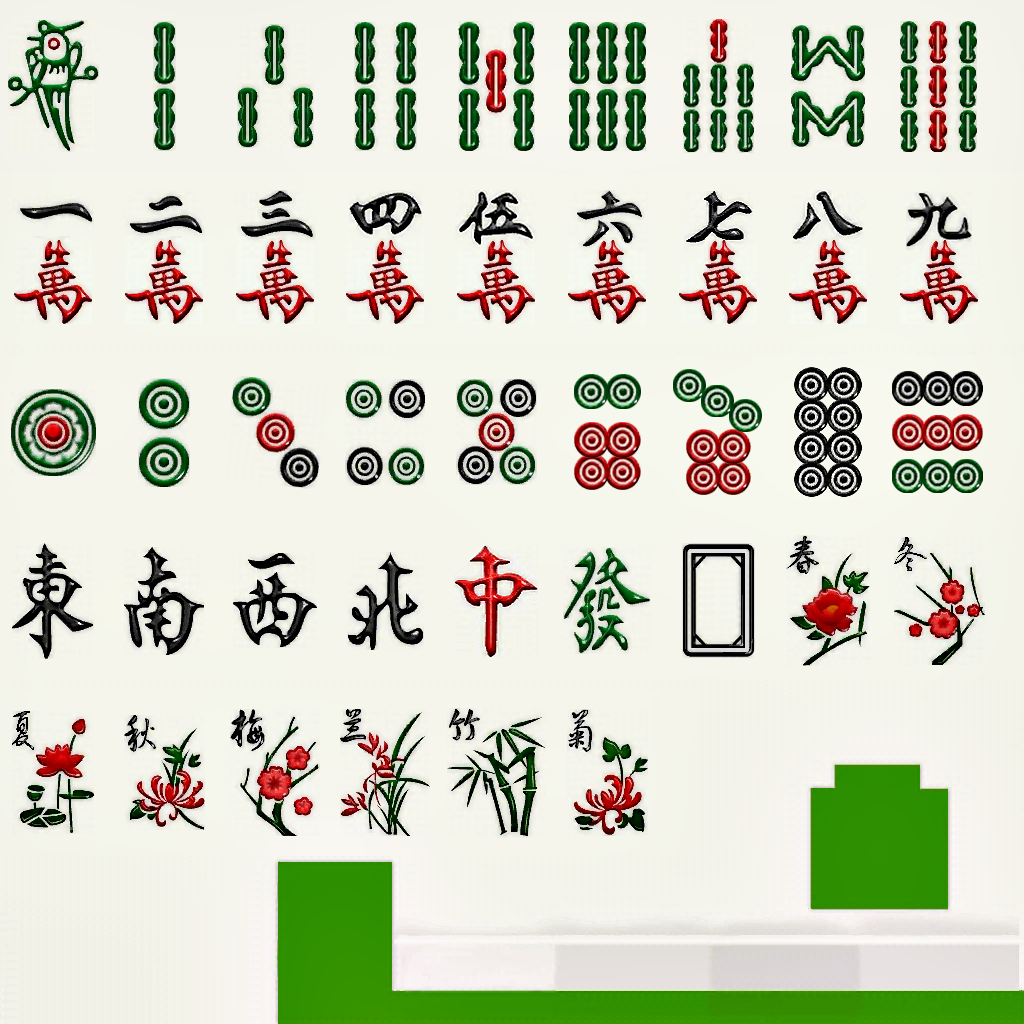 一 二 三 四 伍 六 七 八 九
萬 萬 萬 萬 萬 萬 萬 萬 萬
東 南 西 北 中 發 春 冬
夏 秋 梅 兰 竹 菊